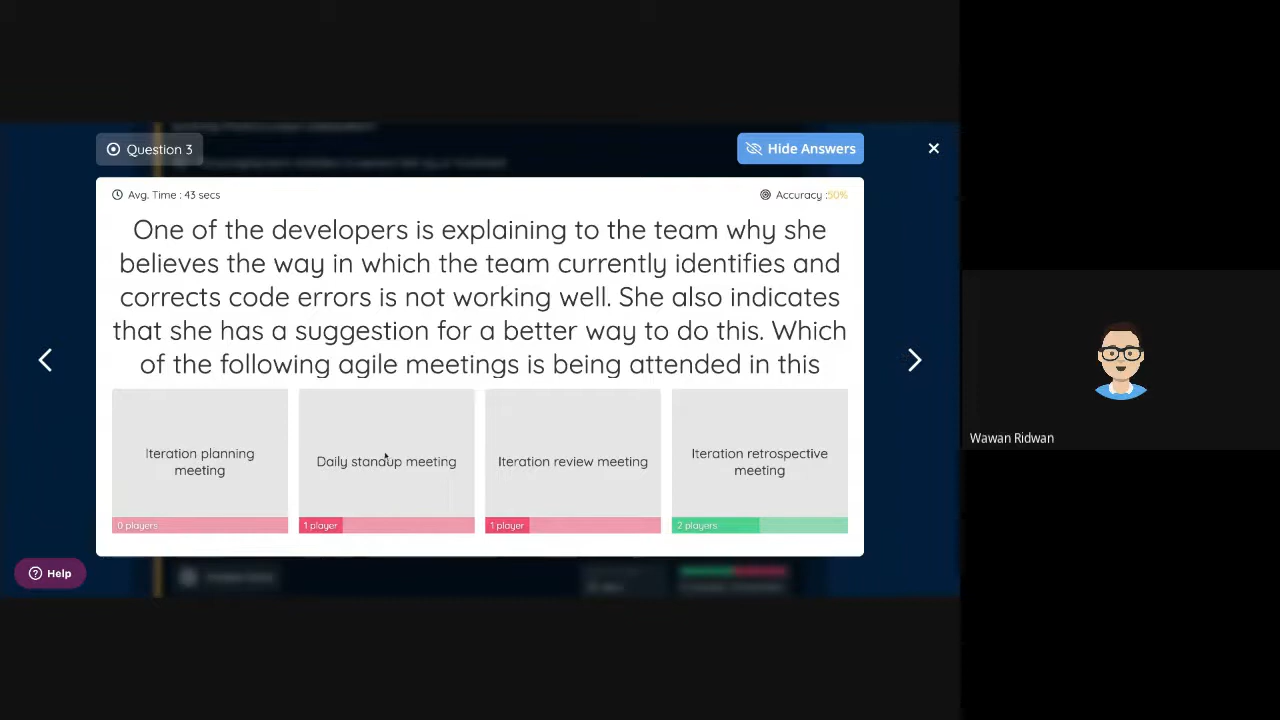 Question 3
Hide Answers
Avg. Time : 43 secs
Accuracy :50%
One of the developers is explaining to the team why she
believes the way in which the team currently identifies and
corrects code errors is not working well. She also indicates
that she has a suggestion for a better way to do this. Which
of the following agile meetings is being attended in this
Iteration planning
meeting
Daily standup meeting
Iteration review meeting
Iteration retrospective
meeting
0 players
1 player
1 player
2 players
Help
Wawan Ridwan